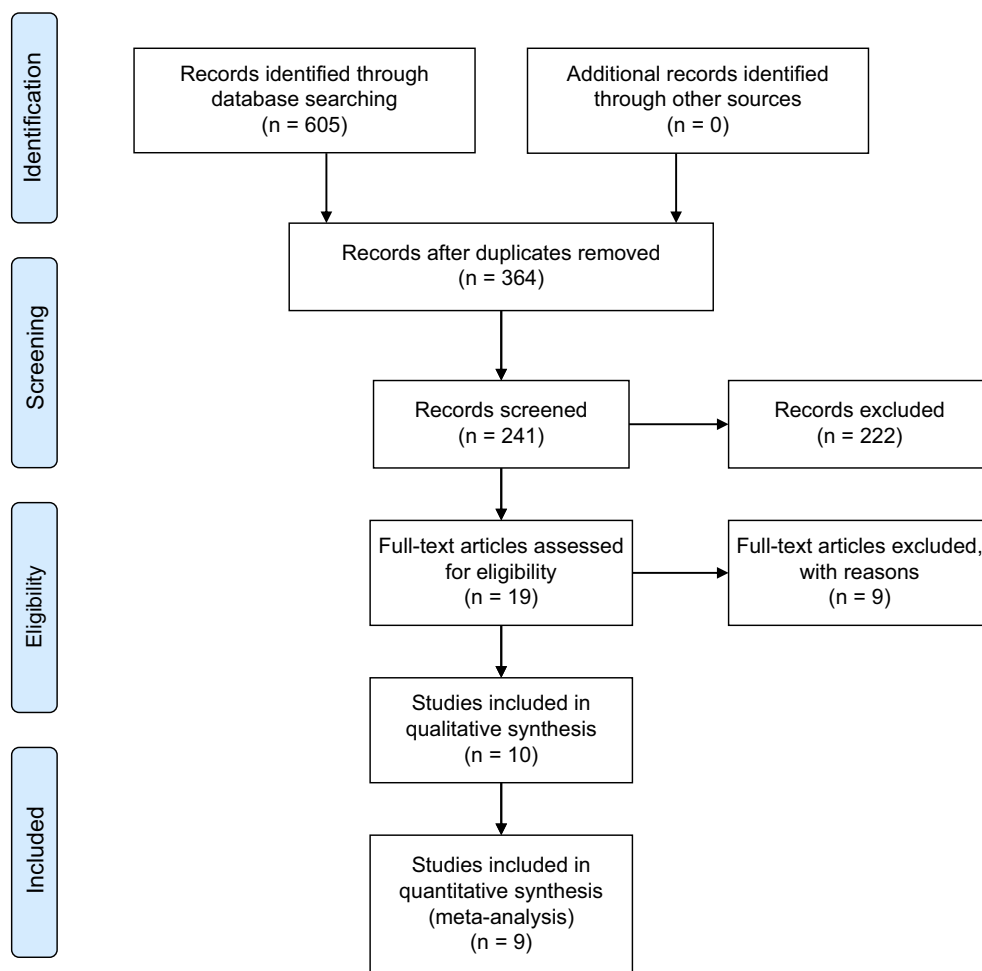 Identification
Records identified through
database searching
(n = 605)
Additional records identified
through other sources
(n = 0)
Records after duplicates removed
(n = 364)
Screening
Records screened
(n = 241)
Records excluded
(n = 222)
Eligibility
Full-text articles assessed
for eligibility
(n = 19)
Full-text articles excluded,
with reasons
(n = 9)
Studies included in
qualitative synthesis
(n = 10)
Included
Studies included in
quantitative synthesis
(meta-analysis)
(n = 9)